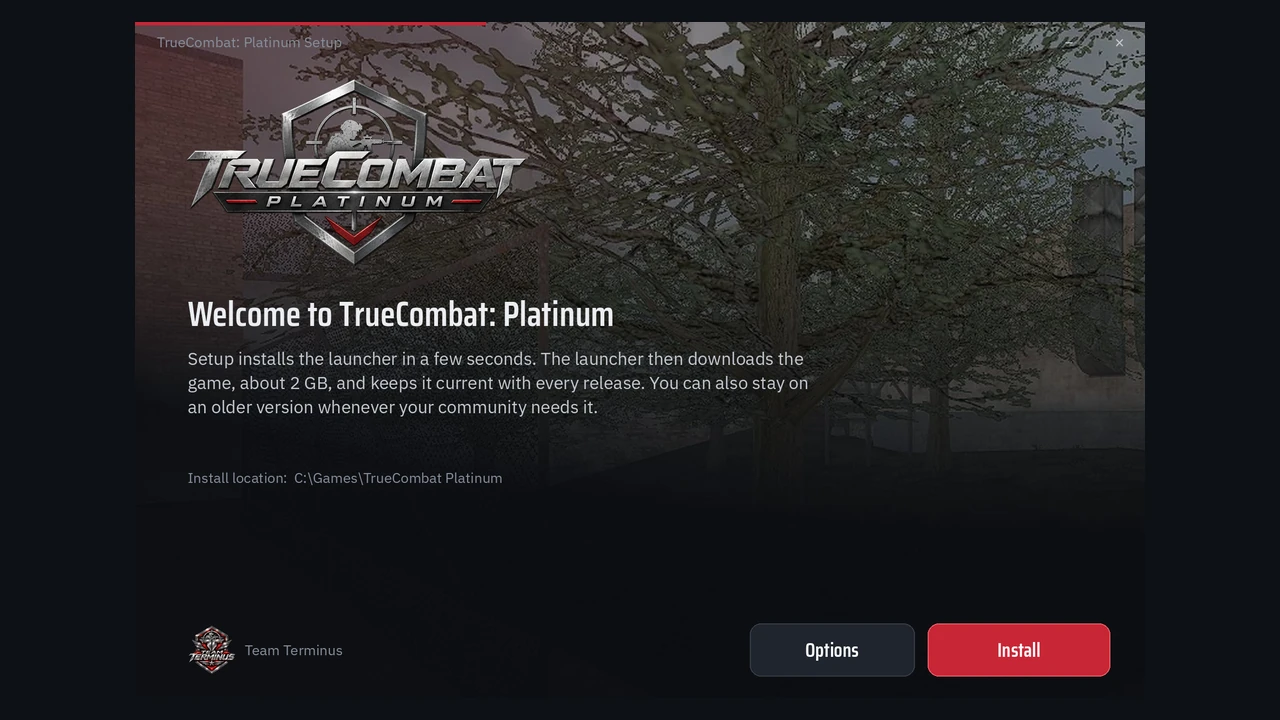 TrueCombat: Platinum Setup
TRUECOMBAT
PLATINUM
Welcome to TrueCombat: Platinum
Setup installs the launcher in a few seconds. The launcher then downloads the
game, about 2 GB, and keeps it current with every release. You can also stay on
an older version whenever your community needs it.
Install location: C:\Games\TrueCombat Platinum
TEAM
TERMINUS
Team Terminus
Options
Install